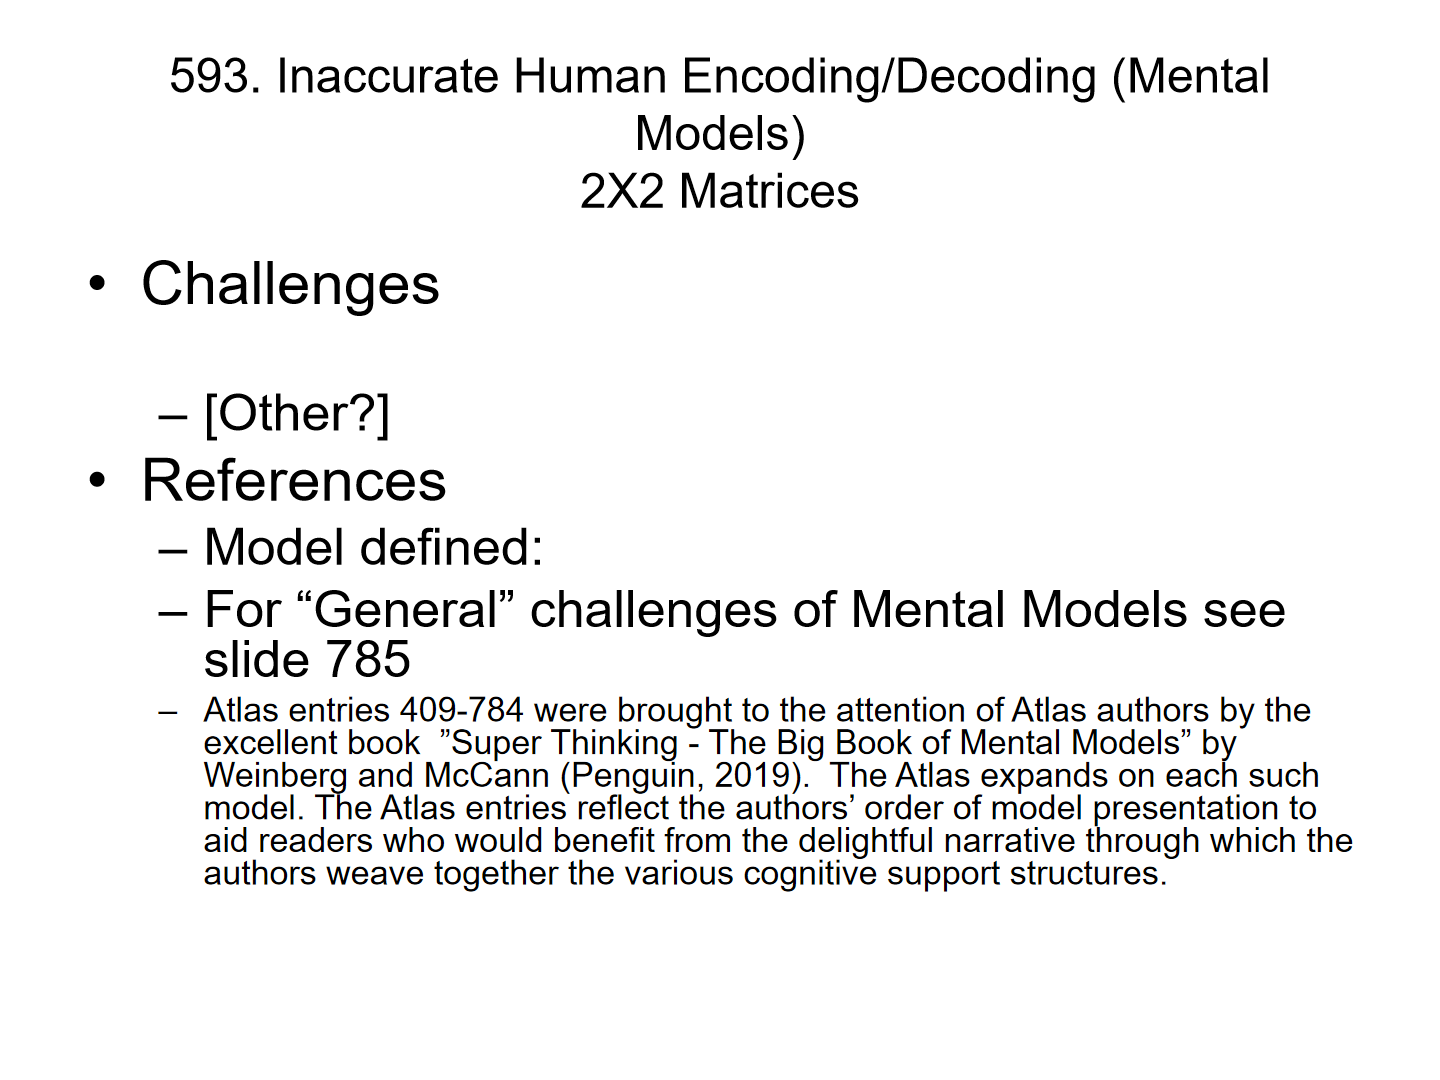 593. Inaccurate Human Encoding/Decoding (Mental
Models)
2X2 Matrices
• Challenges
– [Other?]
• References
– Model defined:
– For “General” challenges of Mental Models see
slide 785
– Atlas entries 409-784 were brought to the attention of Atlas authors by the
excellent book  ”Super Thinking - The Big Book of Mental Models” by
Weinberg and McCann (Penguin, 2019).  The Atlas expands on each such
model. The Atlas entries reflect the authors’ order of model presentation to
aid readers who would benefit from the delightful narrative through which the
authors weave together the various cognitive support structures.